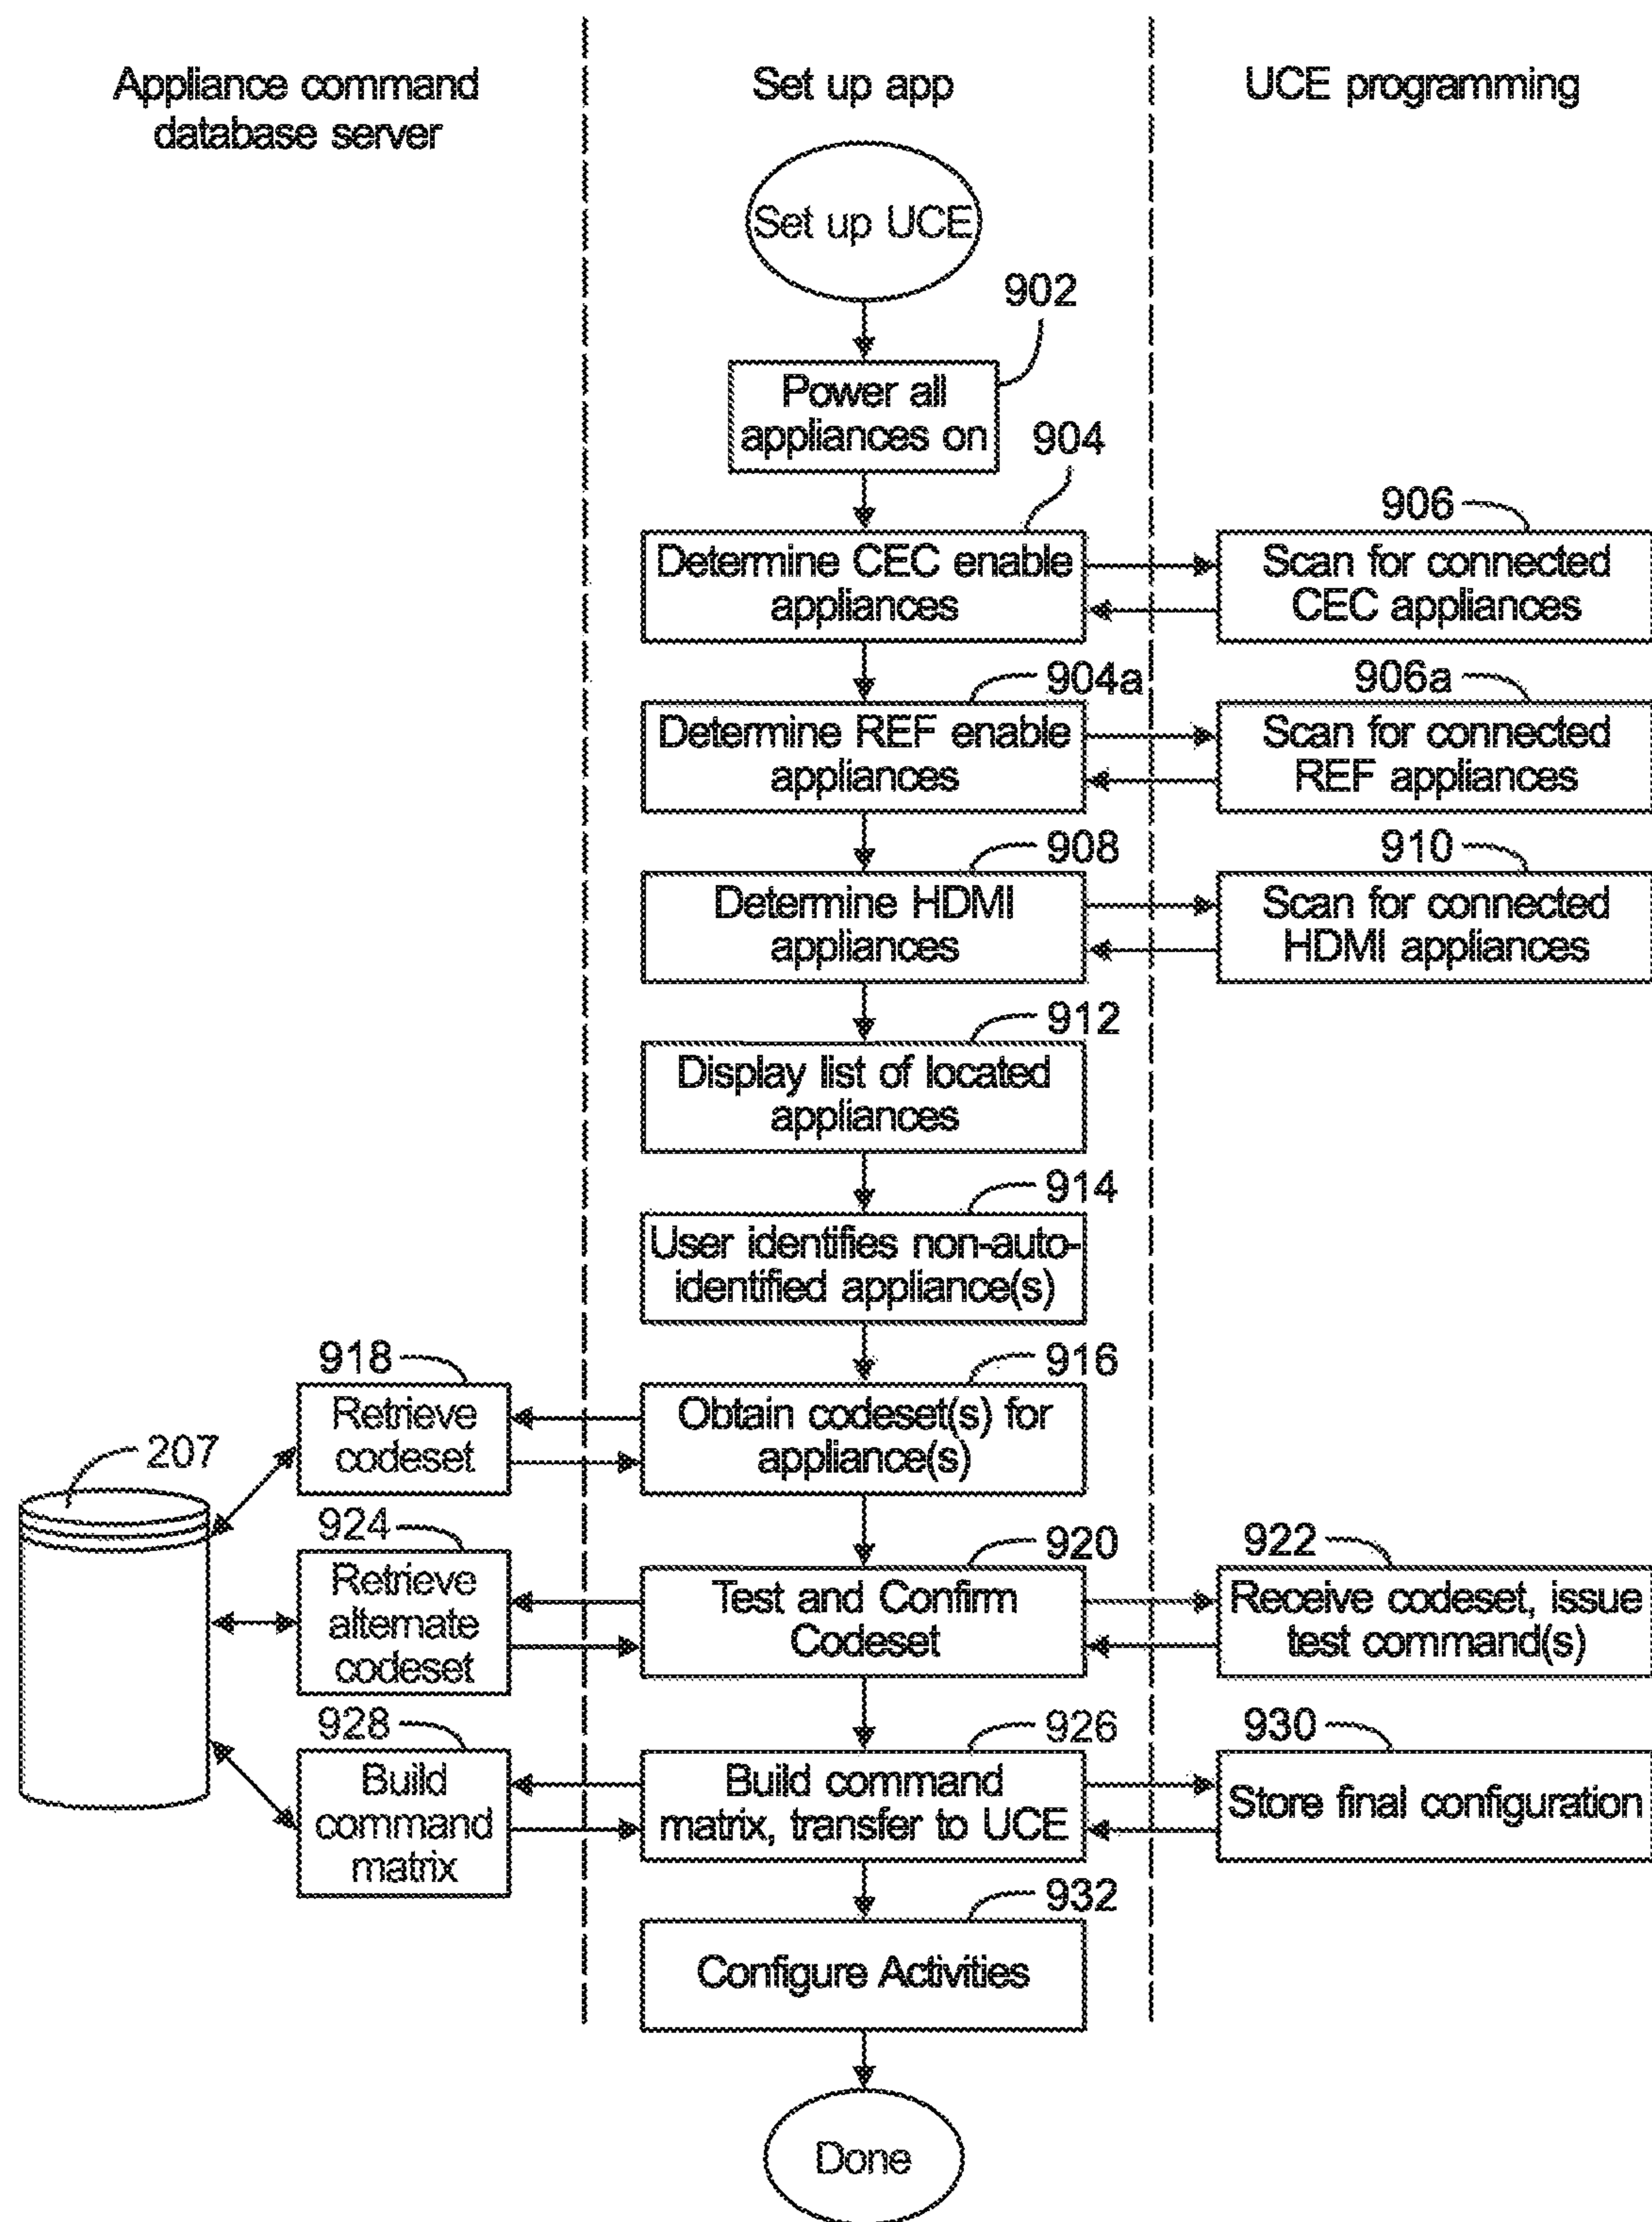 Appliance command
database server
Set up app
UCE programming
Set up UCE
902
Power all
appliances on
904
Determine CEC enable
appliances
906
Scan for connected
CEC appliances
904a
Determine REF enable
appliances
906a
Scan for connected
REF appliances
908
Determine HDMI
appliances
910
Scan for connected
HDMI appliances
912
Display list of located
appliances
914
User identifies non-auto-
identified appliance(s)
916
Obtain codeset(s) for
appliance(s)
918
Retrieve
codeset
207
920
Test and Confirm
Codeset
922
Receive codeset, issue
test command(s)
924
Retrieve
alternate
codeset
926
Build command
matrix, transfer to UCE
928
Build
command
matrix
930
Store final configuration
932
Configure Activities
Done